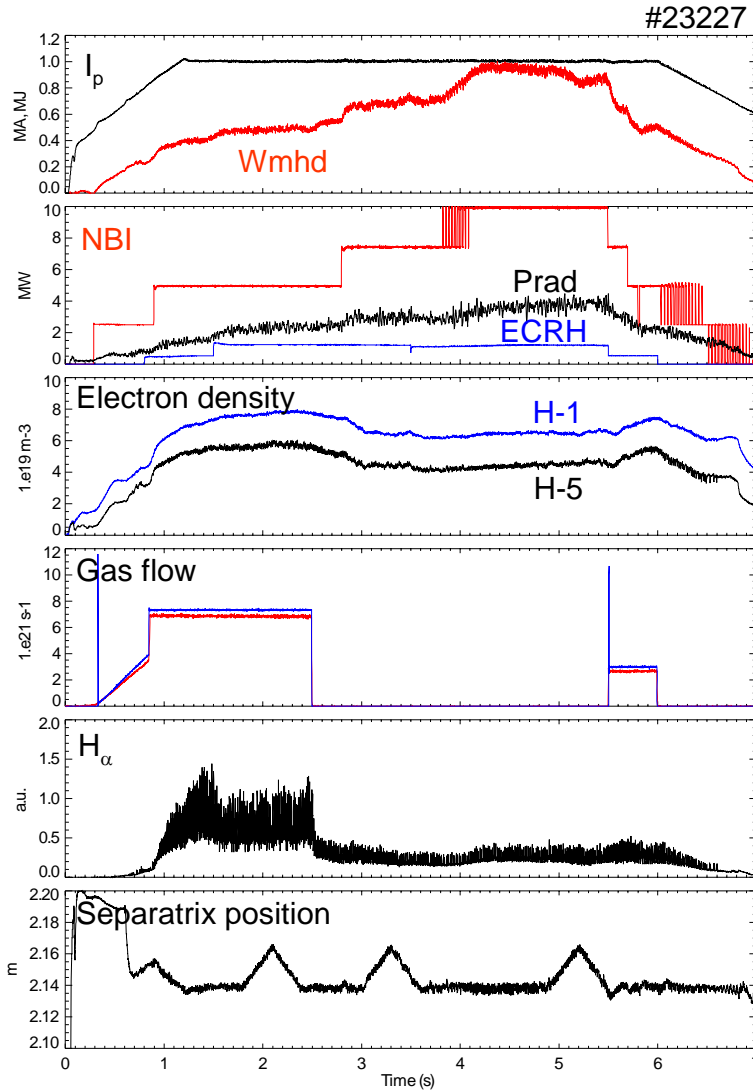 #23227
1.2
1.0
0.8
0.6
0.4
0.2
0.0
MA, MJ
Ip
Wmhd
10
8
6
4
2
0
MW
NBI
Prad
ECRH
10
8
6
4
2
0
1.e19 m-3
Electron density
H-1
H-5
12
10
8
6
4
2
0
1.e21 s-1
Gas flow
2.0
1.5
1.0
0.5
0.0
a.u.
Hα
2.20
2.18
2.16
2.14
2.12
2.10
m
Separatrix position
0 1 2 3 4 5 6 7
Time (s)